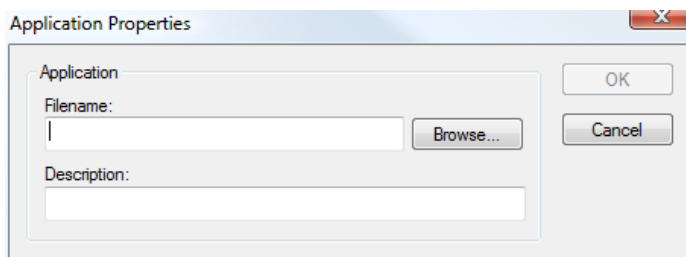 Application Properties
Application
OK
Filename:
Browse...
Cancel
Description: